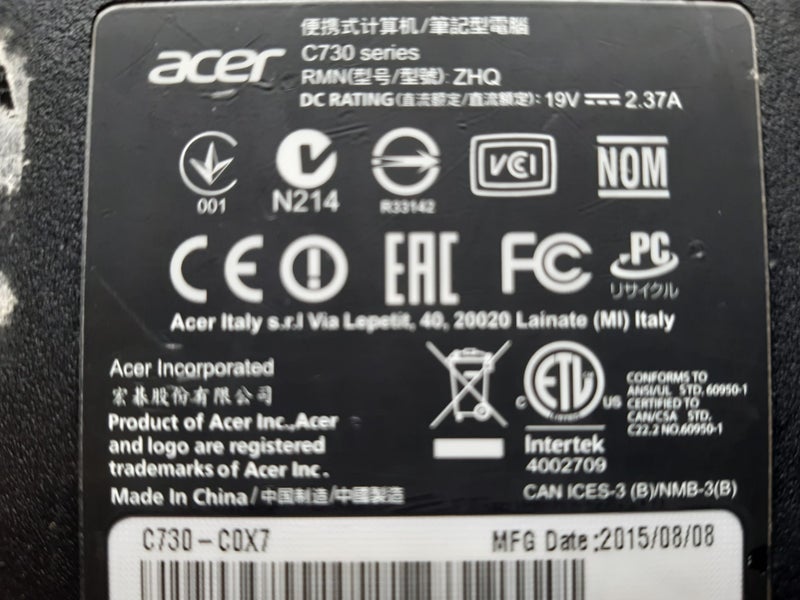 便携式计算机/筆記型電腦
acer
C730 series
RMN(型号/型號): ZHQ
DC RATING(直流額定/直流額定): 19V 2.37A
001
N214
R33142
VCCI
NOM
CE
EAC
FC
PC
リサイクル
Acer Italy s.r.l Via Lepetit, 40, 20020 Lainate (MI) Italy
Acer Incorporated
宏碁股份有限公司
Product of Acer Inc.,Acer
and logo are registered
trademarks of Acer Inc.
Made In China/中国制造/中國製造
C ETL US
Intertek
4002709
CONFORMS TO
ANSI/UL STD. 60950-1
CERTIFIED TO
CAN/CSA STD.
C22.2 NO.60950-1
CAN ICES-3 (B)/NMB-3(B)
C730-C0X7
MFG Date:2015/08/08